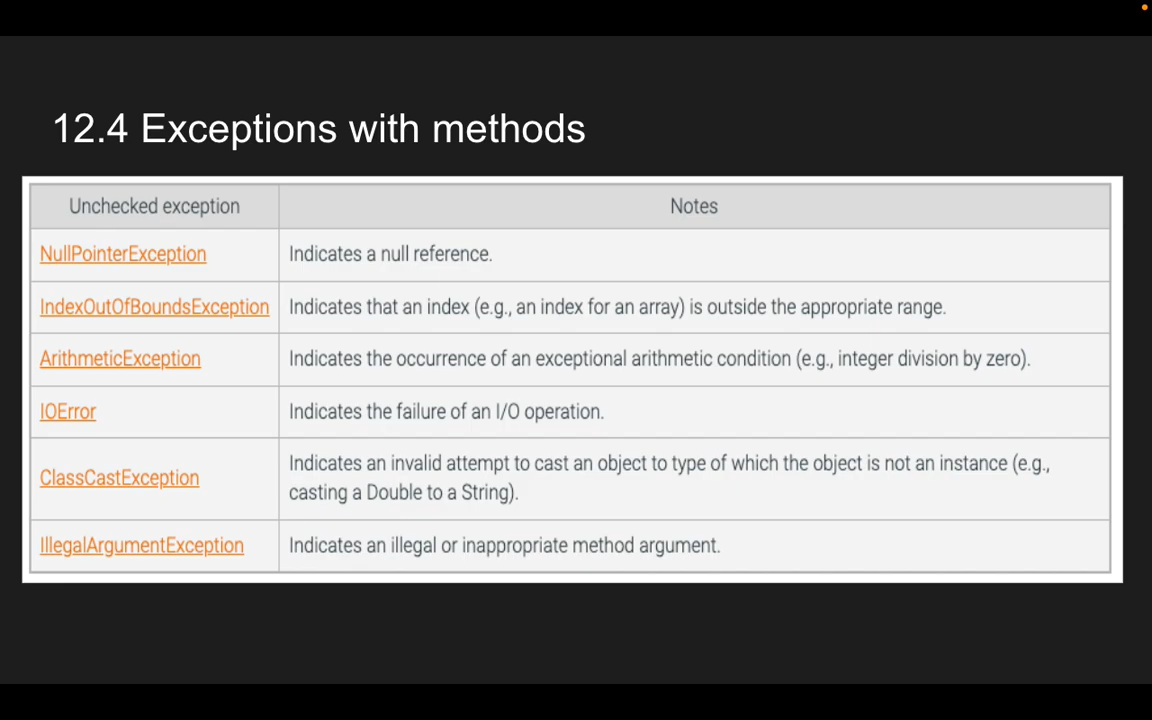 12.4 Exceptions with methods
Unchecked exception
Notes
NullPointerException
Indicates a null reference.
IndexOutOfBoundsException
Indicates that an index (e.g., an index for an array) is outside the appropriate range.
ArithmeticException
Indicates the occurrence of an exceptional arithmetic condition (e.g., integer division by zero).
IOError
Indicates the failure of an I/O operation.
ClassCastException
Indicates an invalid attempt to cast an object to type of which the object is not an instance (e.g.,
casting a Double to a String).
IllegalArgumentException
Indicates an illegal or inappropriate method argument.